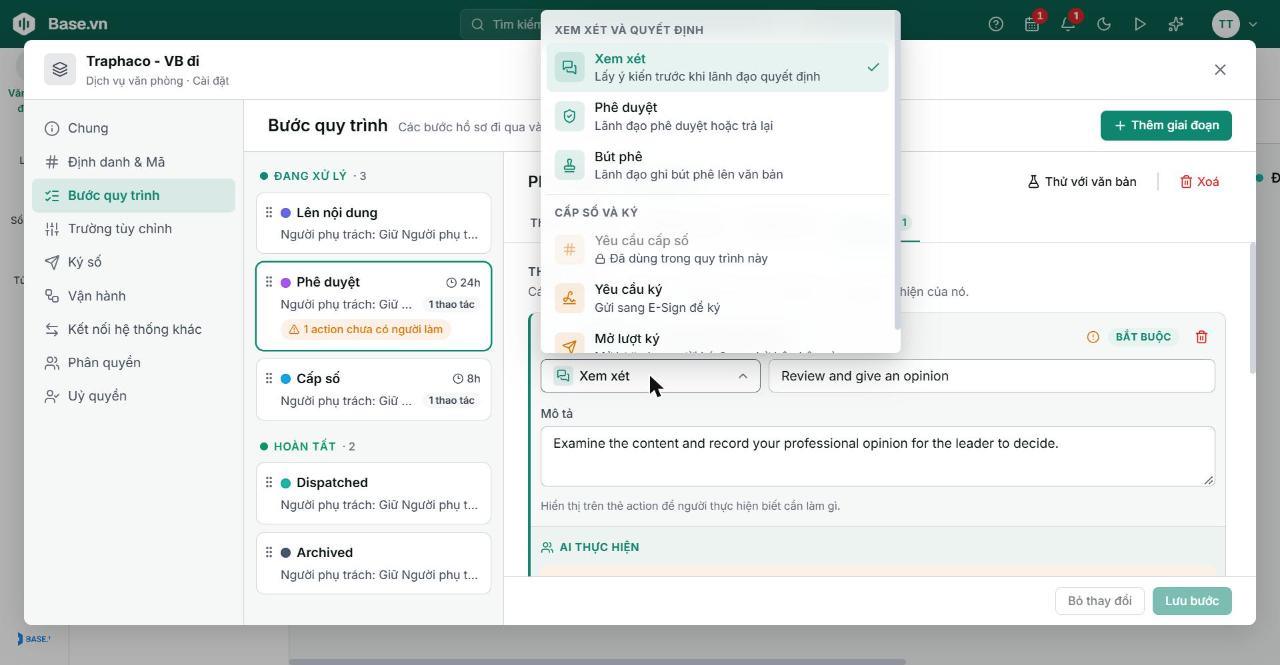 Base.vn
Tìm kiếm
1
1
TT
Traphaco - VB đi
Dịch vụ văn phòng · Cài đặt
Chung
Định danh & Mã
Bước quy trình
Trường tùy chỉnh
Ký số
Vận hành
Kết nối hệ thống khác
Phân quyền
Uỷ quyền
Bước quy trình
Các bước hồ sơ đi qua và
Thêm giai đoạn
ĐANG XỬ LÝ · 3
Lên nội dung
Người phụ trách: Giữ Người phụ t...
Phê duyệt
24h
Người phụ trách: Giữ ...
1 thao tác
1 action chưa có người làm
Cấp số
8h
Người phụ trách: Giữ ...
1 thao tác
HOÀN TẤT · 2
Dispatched
Người phụ trách: Giữ Người phụ t...
Archived
Người phụ trách: Giữ Người phụ t...
Thử với văn bản
Xoá
1
hiện của nó.
XEM XÉT VÀ QUYẾT ĐỊNH
Xem xét
Lấy ý kiến trước khi lãnh đạo quyết định
Phê duyệt
Lãnh đạo phê duyệt hoặc trả lại
Bút phê
Lãnh đạo ghi bút phê lên văn bản
CẤP SỐ VÀ KÝ
Yêu cầu cấp số
Đã dùng trong quy trình này
Yêu cầu ký
Gửi sang E-Sign để ký
Mở lượt ký
BẮT BUỘC
Xem xét
Review and give an opinion
Mô tả
Examine the content and record your professional opinion for the leader to decide.
Hiển thị trên thẻ action để người thực hiện biết cần làm gì.
AI THỰC HIỆN
Bỏ thay đổi
Lưu bước
BASE.